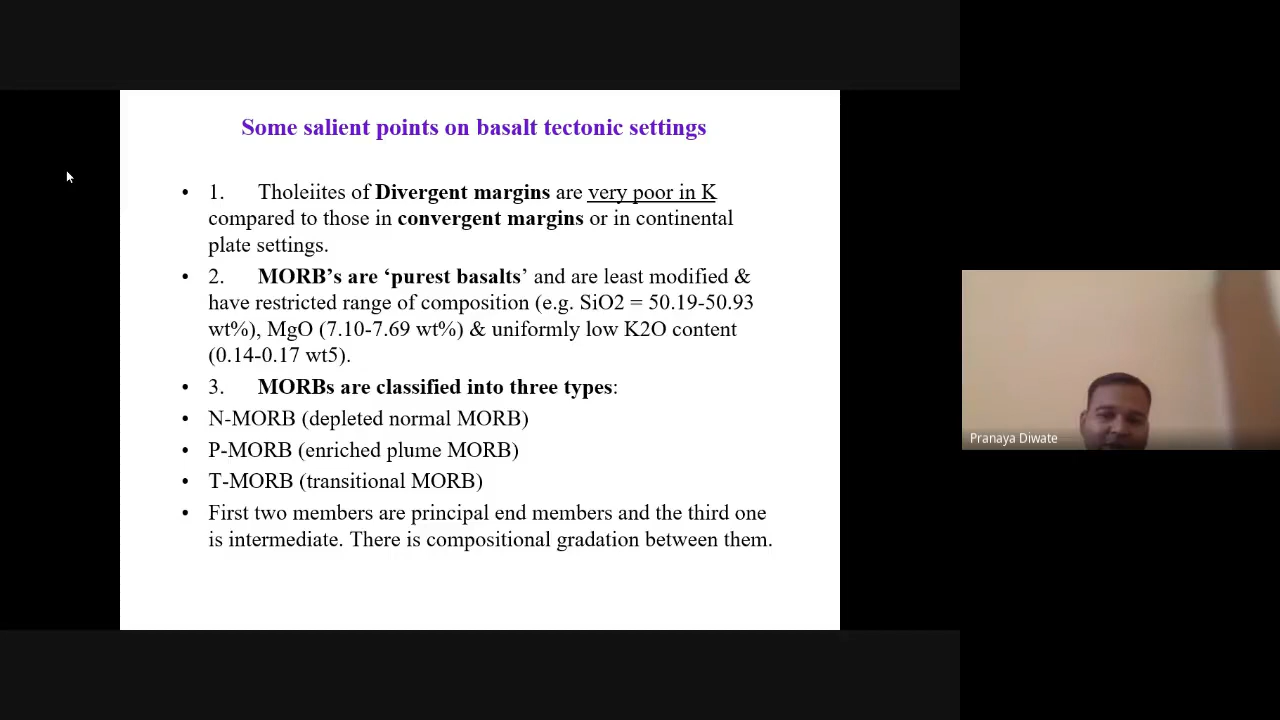 Some salient points on basalt tectonic settings
• 1. Tholeiites of Divergent margins are very poor in K
compared to those in convergent margins or in continental
plate settings.
• 2. MORB’s are ‘purest basalts’ and are least modified &
have restricted range of composition (e.g. SiO2 = 50.19-50.93
wt%), MgO (7.10-7.69 wt%) & uniformly low K2O content
(0.14-0.17 wt5).
• 3. MORBs are classified into three types:
• N-MORB (depleted normal MORB)
• P-MORB (enriched plume MORB)
• T-MORB (transitional MORB)
• First two members are principal end members and the third one
is intermediate. There is compositional gradation between them.
Pranaya Diwate